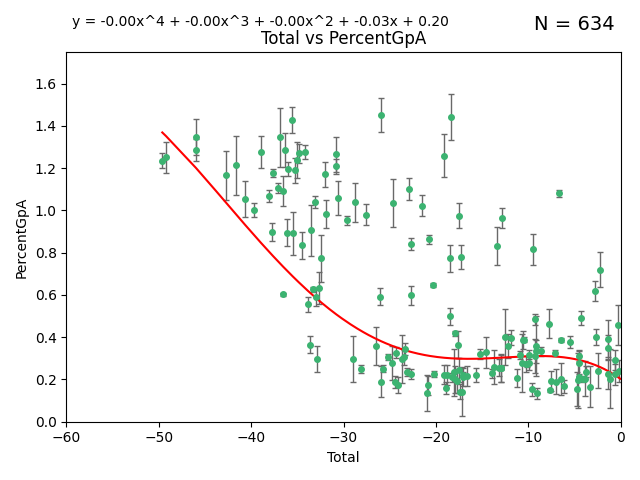 y = -0.00x^4 + -0.00x^3 + -0.00x^2 + -0.03x + 0.20
N = 634
Total vs PercentGpA
PercentGpA
1.6
1.4
1.2
1.0
0.8
0.6
0.4
0.2
0.0
−60 −50 −40 −30 −20 −10 0
Total